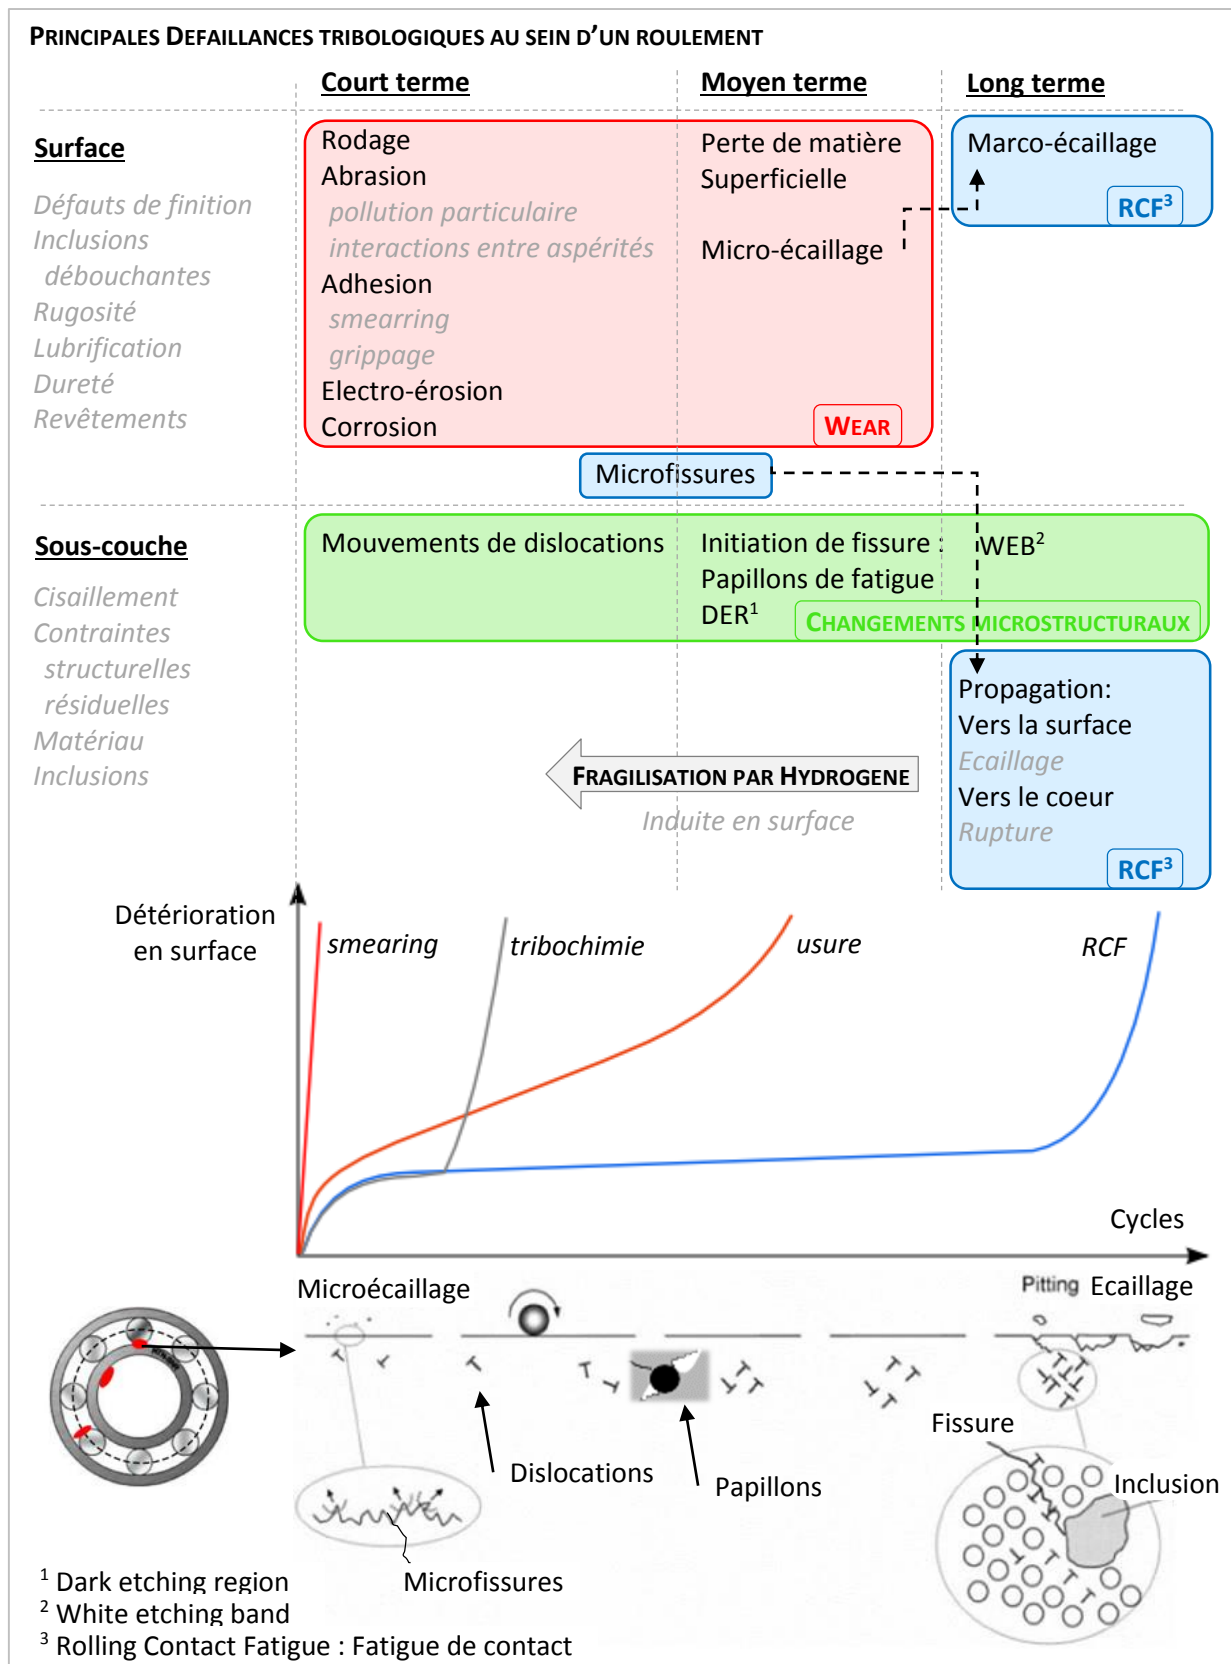 PRINCIPALES DEFAILLANCES TRIBOLOGIQUES AU SEIN D'UN ROULEMENT
Court terme
Moyen terme
Long terme
Surface
Défauts de finition
Inclusions
débouchantes
Rugosité
Lubrification
Dureté
Revêtements
Rodage
Abrasion
pollution particulaire
interactions entre aspérités
Adhesion
smearring
grippage
Electro-érosion
Corrosion
Perte de matière
Superficielle
Micro-écaillage
WEAR
Marco-écaillage
RCF³
Microfissures
Sous-couche
Cisaillement
Contraintes
structurelles
résiduelles
Matériau
Inclusions
Mouvements de dislocations
Initiation de fissure :
Papillons de fatigue
DER¹
WEB²
CHANGEMENTS MICROSTRUCTURAUX
Propagation:
Vers la surface
Ecaillage
Vers le coeur
Rupture
RCF³
FRAGILISATION PAR HYDROGENE
Induite en surface
Détérioration
en surface
smearing
tribochimie
usure
RCF
Cycles
Microécaillage
Pitting
Ecaillage
Fissure
Dislocations
Papillons
Inclusion
Microfissures
¹ Dark etching region
² White etching band
³ Rolling Contact Fatigue : Fatigue de contact